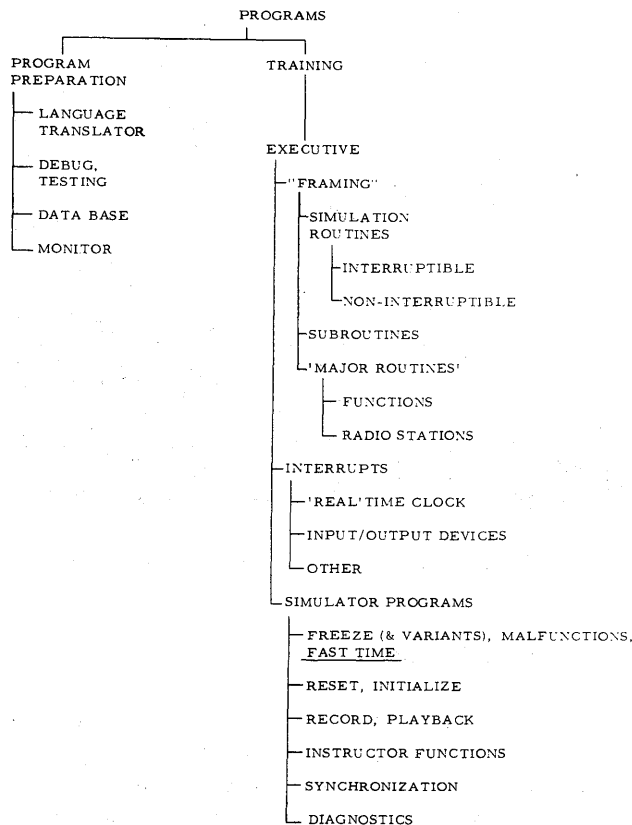 PROGRAMS
PROGRAM
PREPARATION
LANGUAGE
TRANSLATOR
DEBUG,
TESTING
DATA BASE
MONITOR
TRAINING
EXECUTIVE
"FRAMING"
SIMULATION
ROUTINES
INTERRUPTIBLE
NON-INTERRUPTIBLE
SUBROUTINES
'MAJOR ROUTINES'
FUNCTIONS
RADIO STATIONS
INTERRUPTS
'REAL' TIME CLOCK
INPUT/OUTPUT DEVICES
OTHER
SIMULATOR PROGRAMS
FREEZE (& VARIANTS), MALFUNCTIONS,
FAST TIME
RESET, INITIALIZE
RECORD, PLAYBACK
INSTRUCTOR FUNCTIONS
SYNCHRONIZATION
DIAGNOSTICS